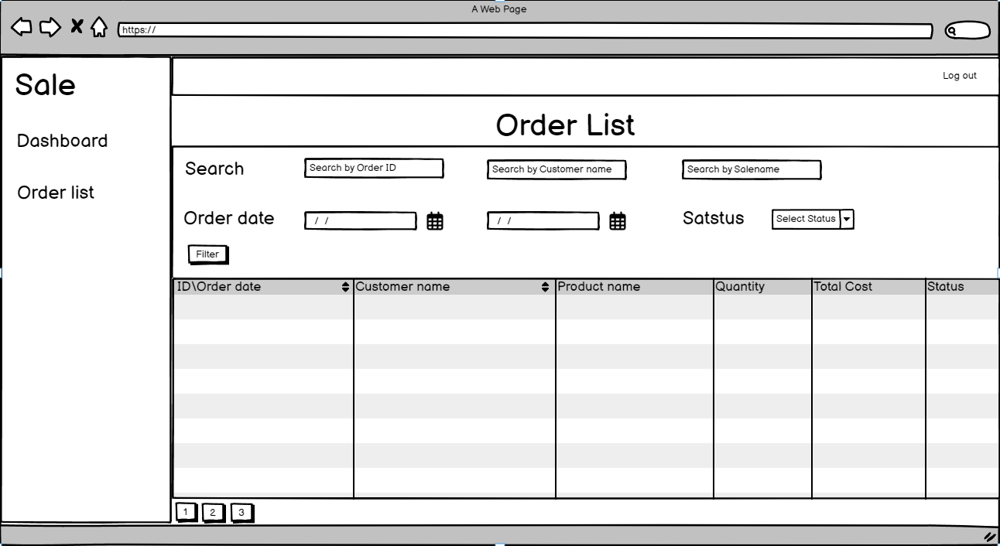 A Web Page
https://
Sale
Log out
Order List
Dashboard
Order list
Search
Search by Order ID
Search by Customer name
Search by Salename
Order date
/ /
/ /
Satstus
Select Status
Filter
ID\Order date
Customer name
Product name
Quantity
Total Cost
Status
1
2
3